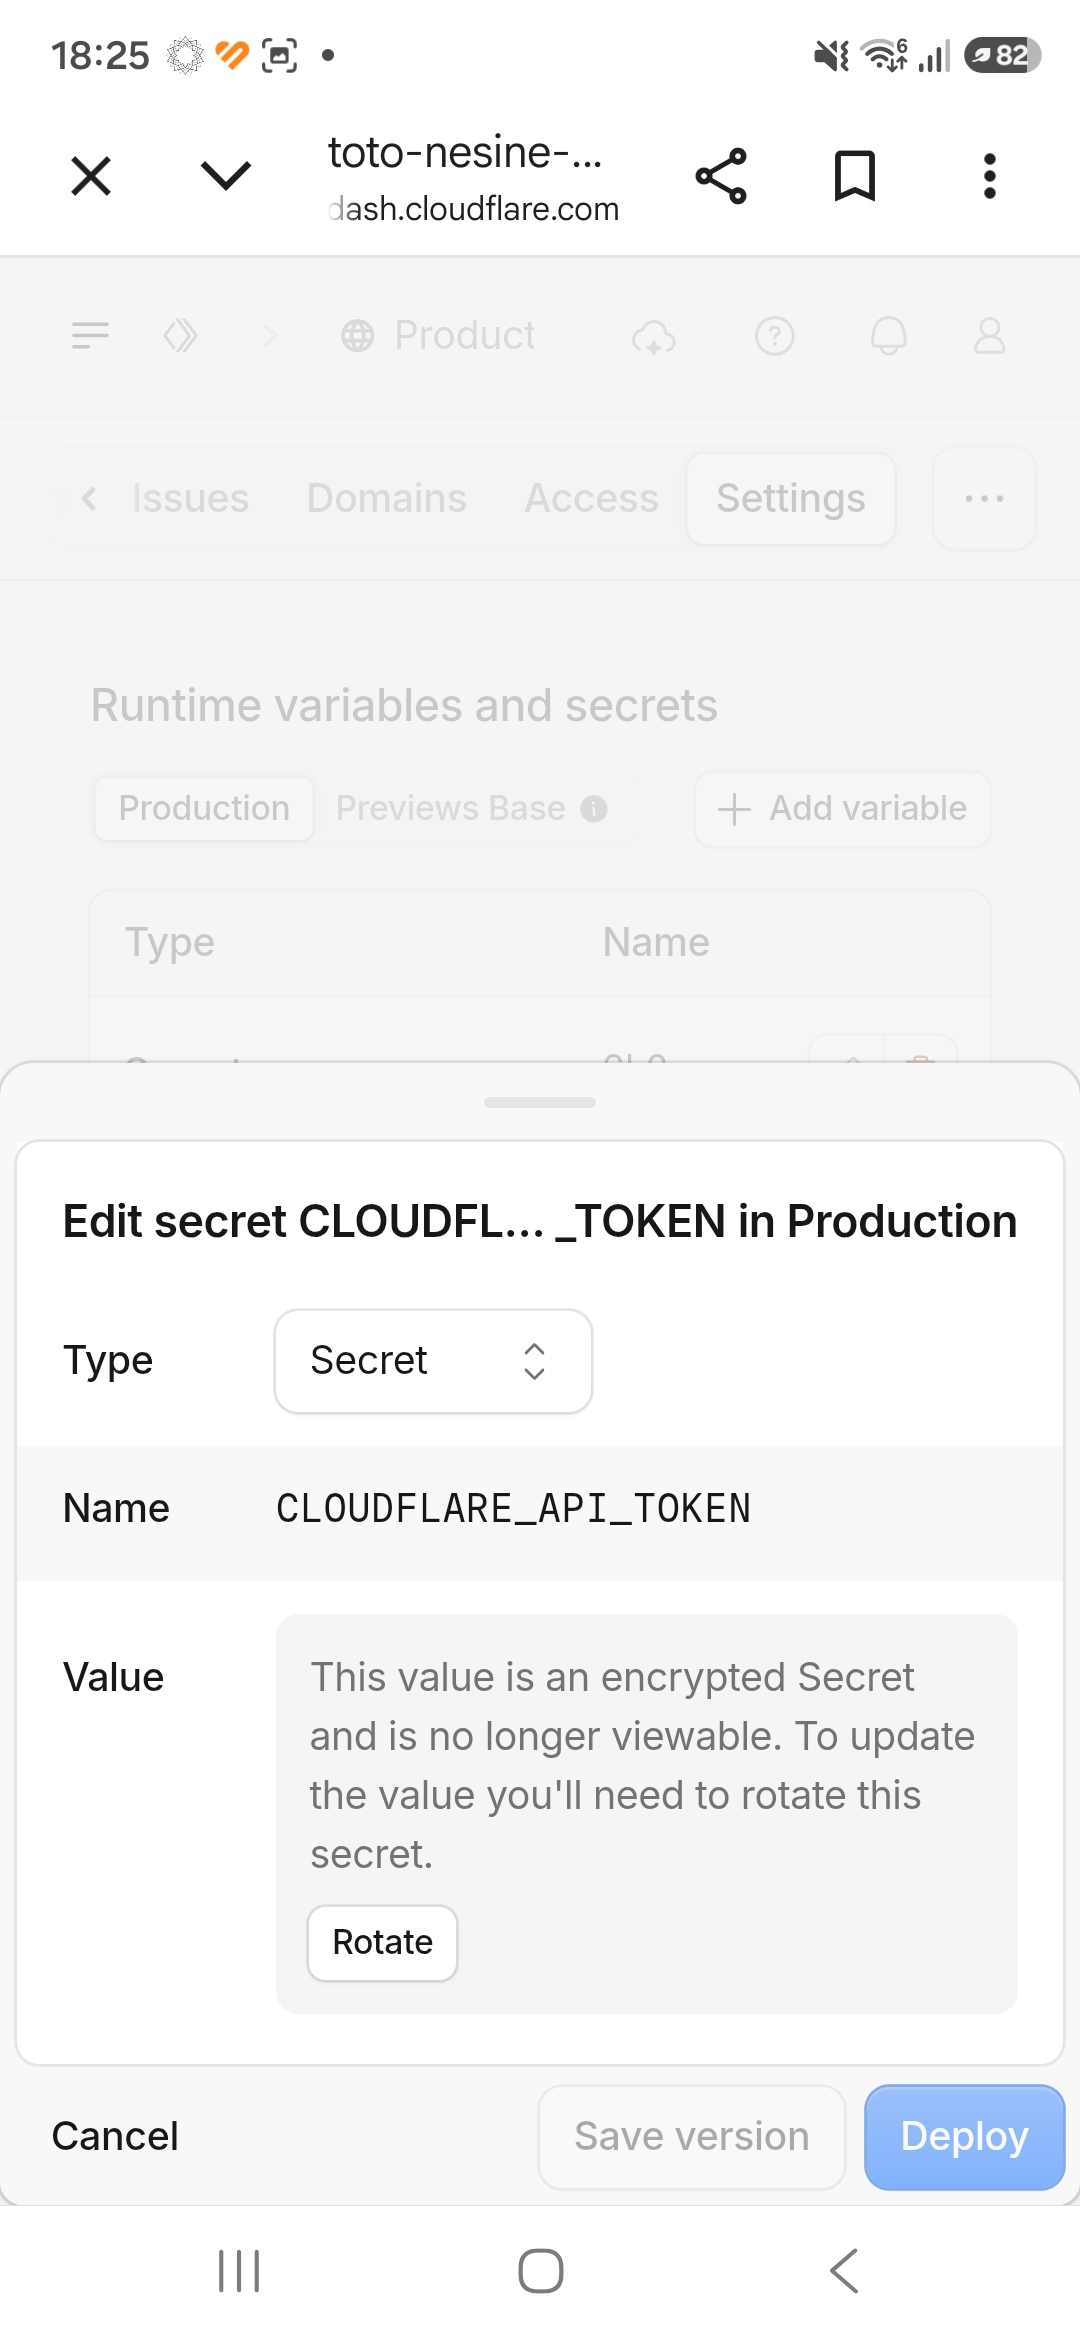 18:25
6
82
toto-nesine-...
dash.cloudflare.com
Product
Issues Domains Access Settings
Runtime variables and secrets
Production Previews Base Add variable
Type Name
Edit secret CLOUDFL... _TOKEN in Production
Type Secret
Name CLOUDFLARE_API_TOKEN
Value This value is an encrypted Secret
and is no longer viewable. To update
the value you'll need to rotate this
secret.
Rotate
Cancel Save version Deploy